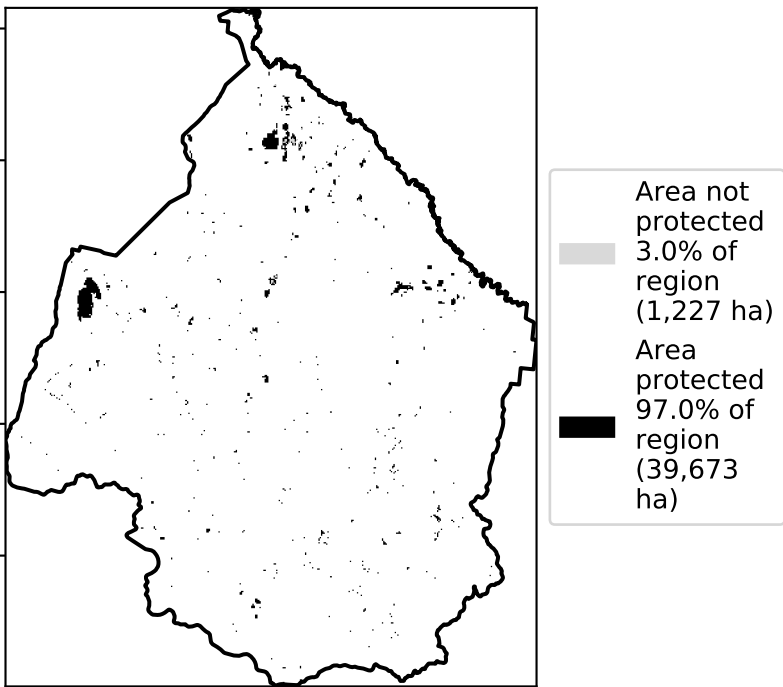 Area not
protected
3.0% of
region
(1,227 ha)
Area
protected
97.0% of
region
(39,673
ha)